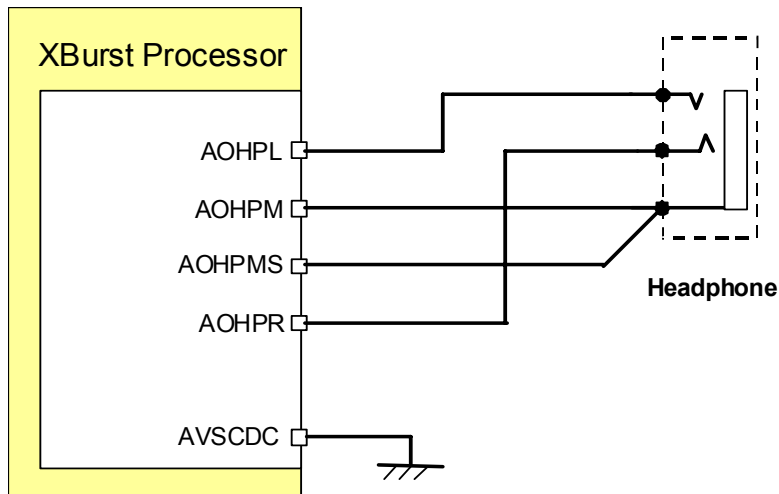 XBurst Processor
AOHPL
AOHPM
AOHPMS
AOHPR
AVSCDC
Headphone